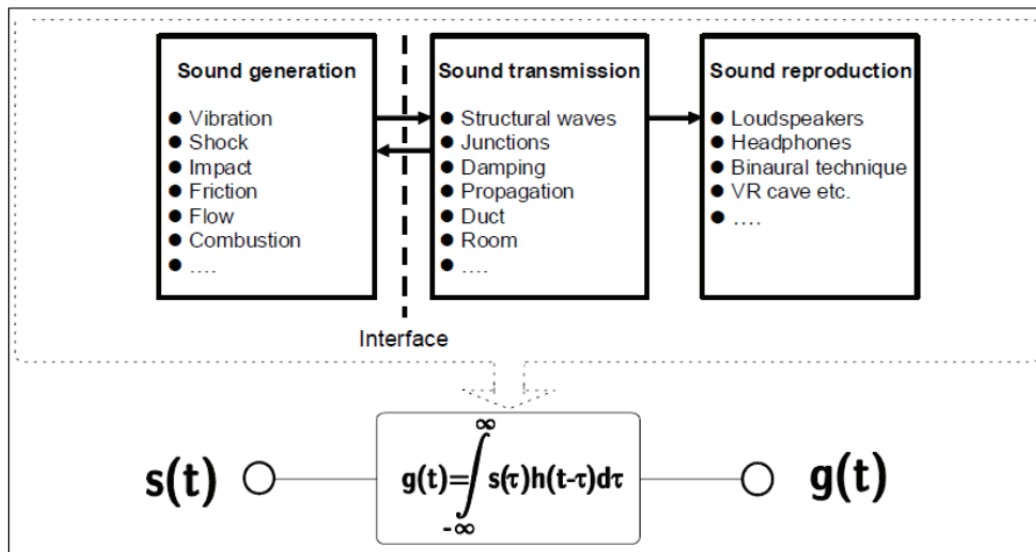 Sound generation
● Vibration
● Shock
● Impact
● Friction
● Flow
● Combustion
● ....
Interface
Sound transmission
● Structural waves
● Junctions
● Damping
● Propagation
● Duct
● Room
● ....
Sound reproduction
● Loudspeakers
● Headphones
● Binaural technique
● VR cave etc.
● ....
s(t)
g(t)=∫_{-∞}^{∞} s(τ)h(t-τ)dτ
g(t)